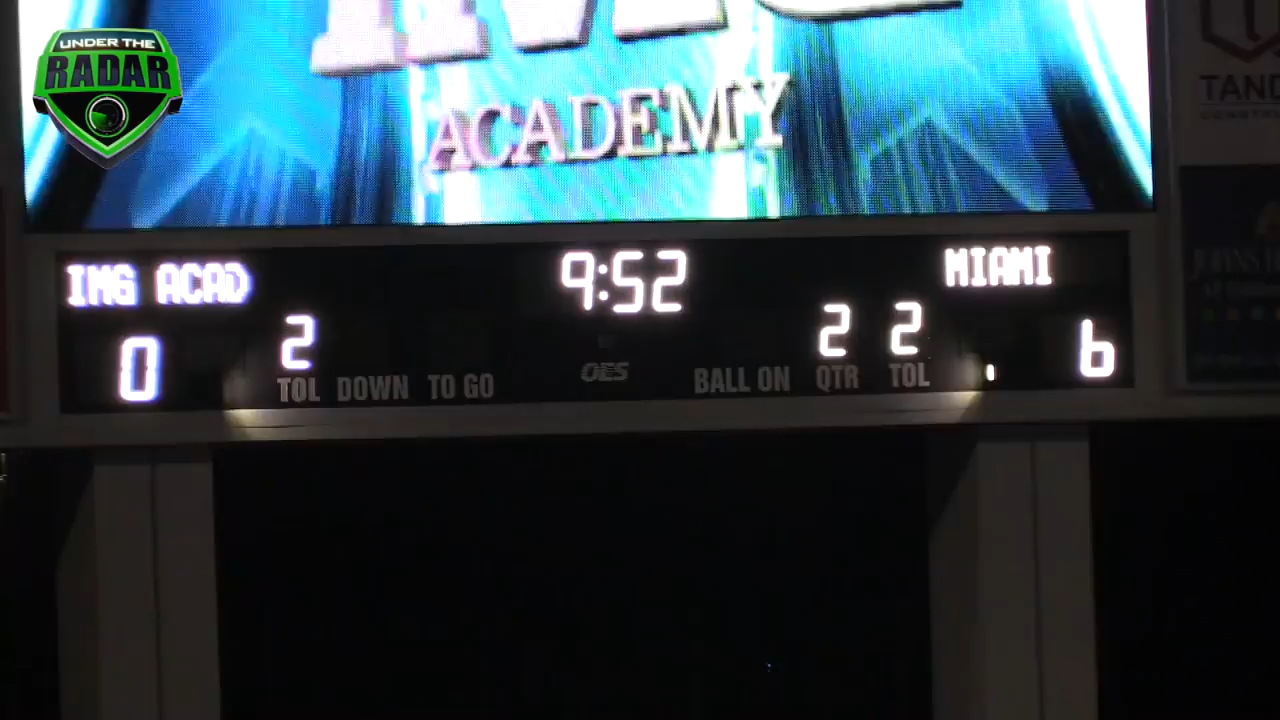 UNDER THE
RADAR
ACADEMY
TAND
IMG ACAD
9:52
MIAMI
0
2
2
2
6
TOL
DOWN
TO GO
OES
BALL ON
QTR
TOL